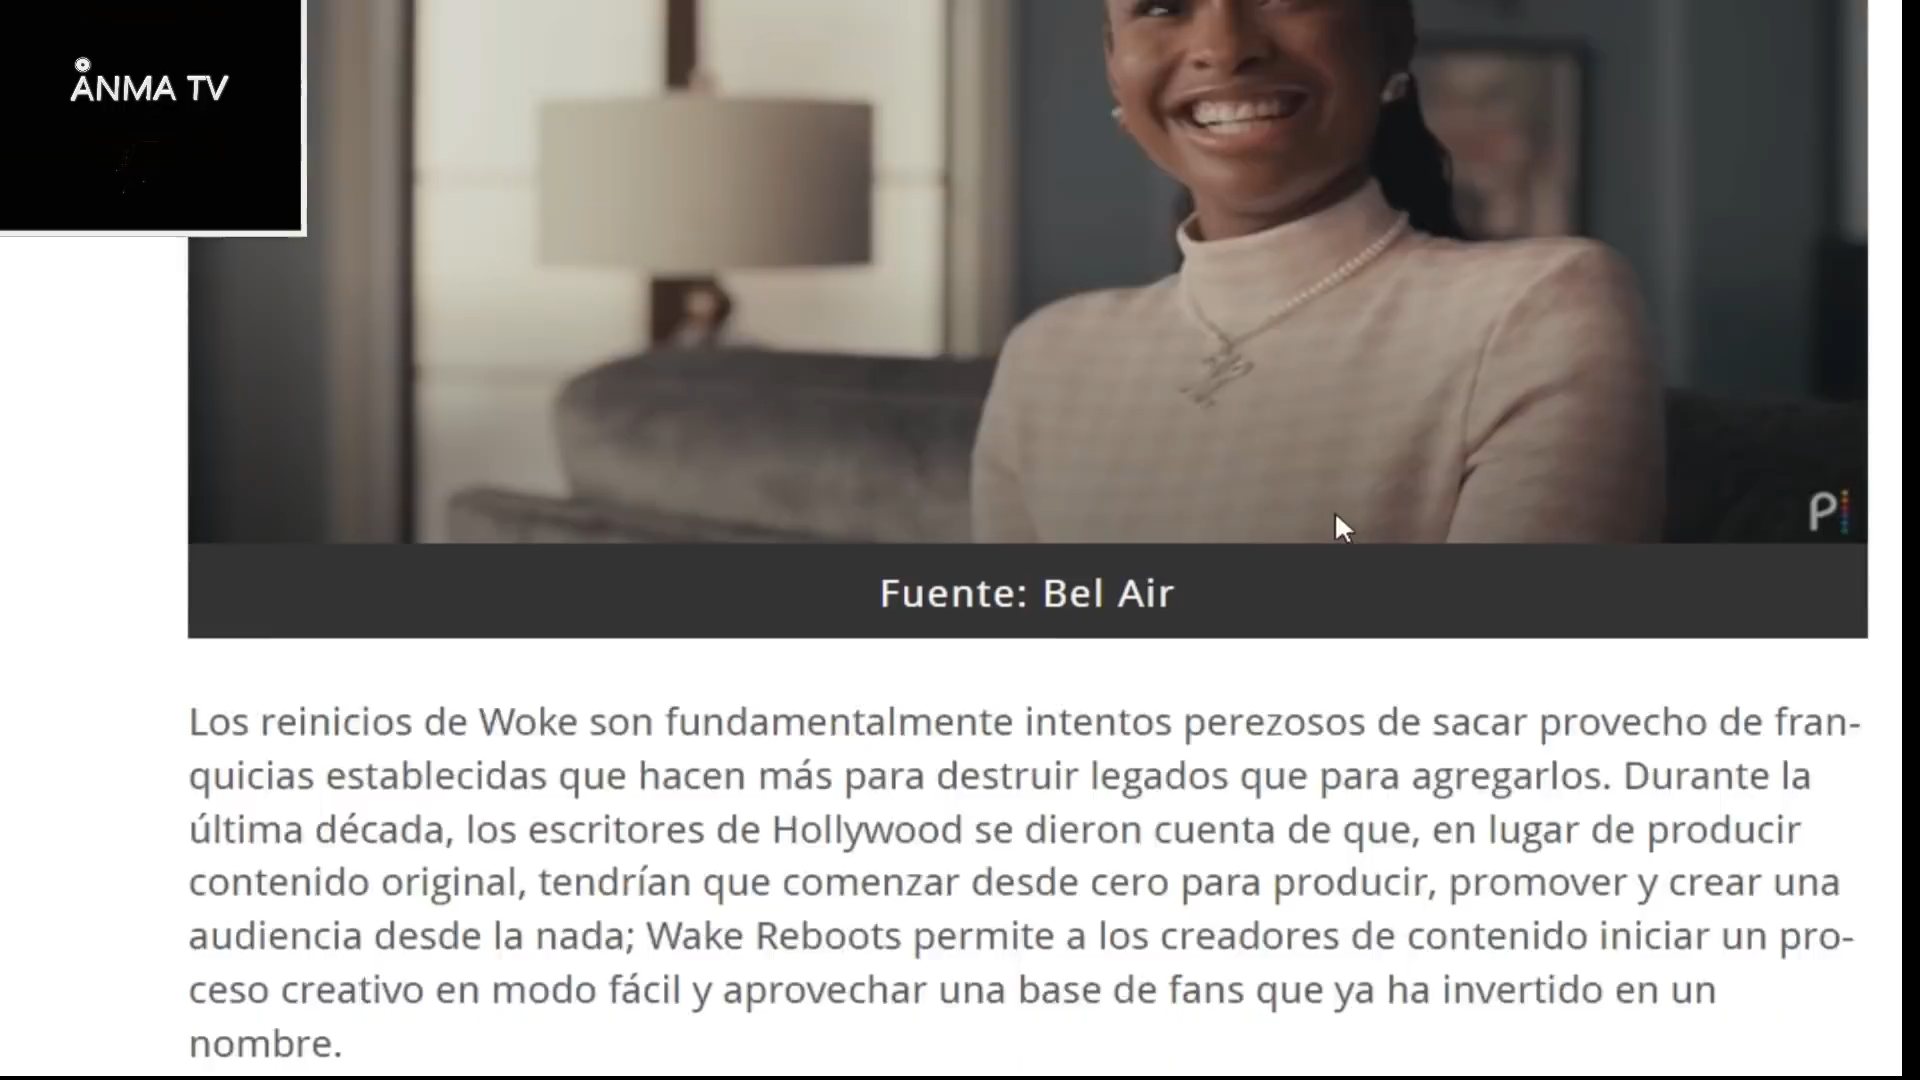 ÅNMA TV
P
Fuente: Bel Air
Los reinicios de Woke son fundamentalmente intentos perezosos de sacar provecho de fran-
quicias establecidas que hacen más para destruir legados que para agregarlos. Durante la
última década, los escritores de Hollywood se dieron cuenta de que, en lugar de producir
contenido original, tendrían que comenzar desde cero para producir, promover y crear una
audiencia desde la nada; Wake Reboots permite a los creadores de contenido iniciar un pro-
ceso creativo en modo fácil y aprovechar una base de fans que ya ha invertido en un
nombre.